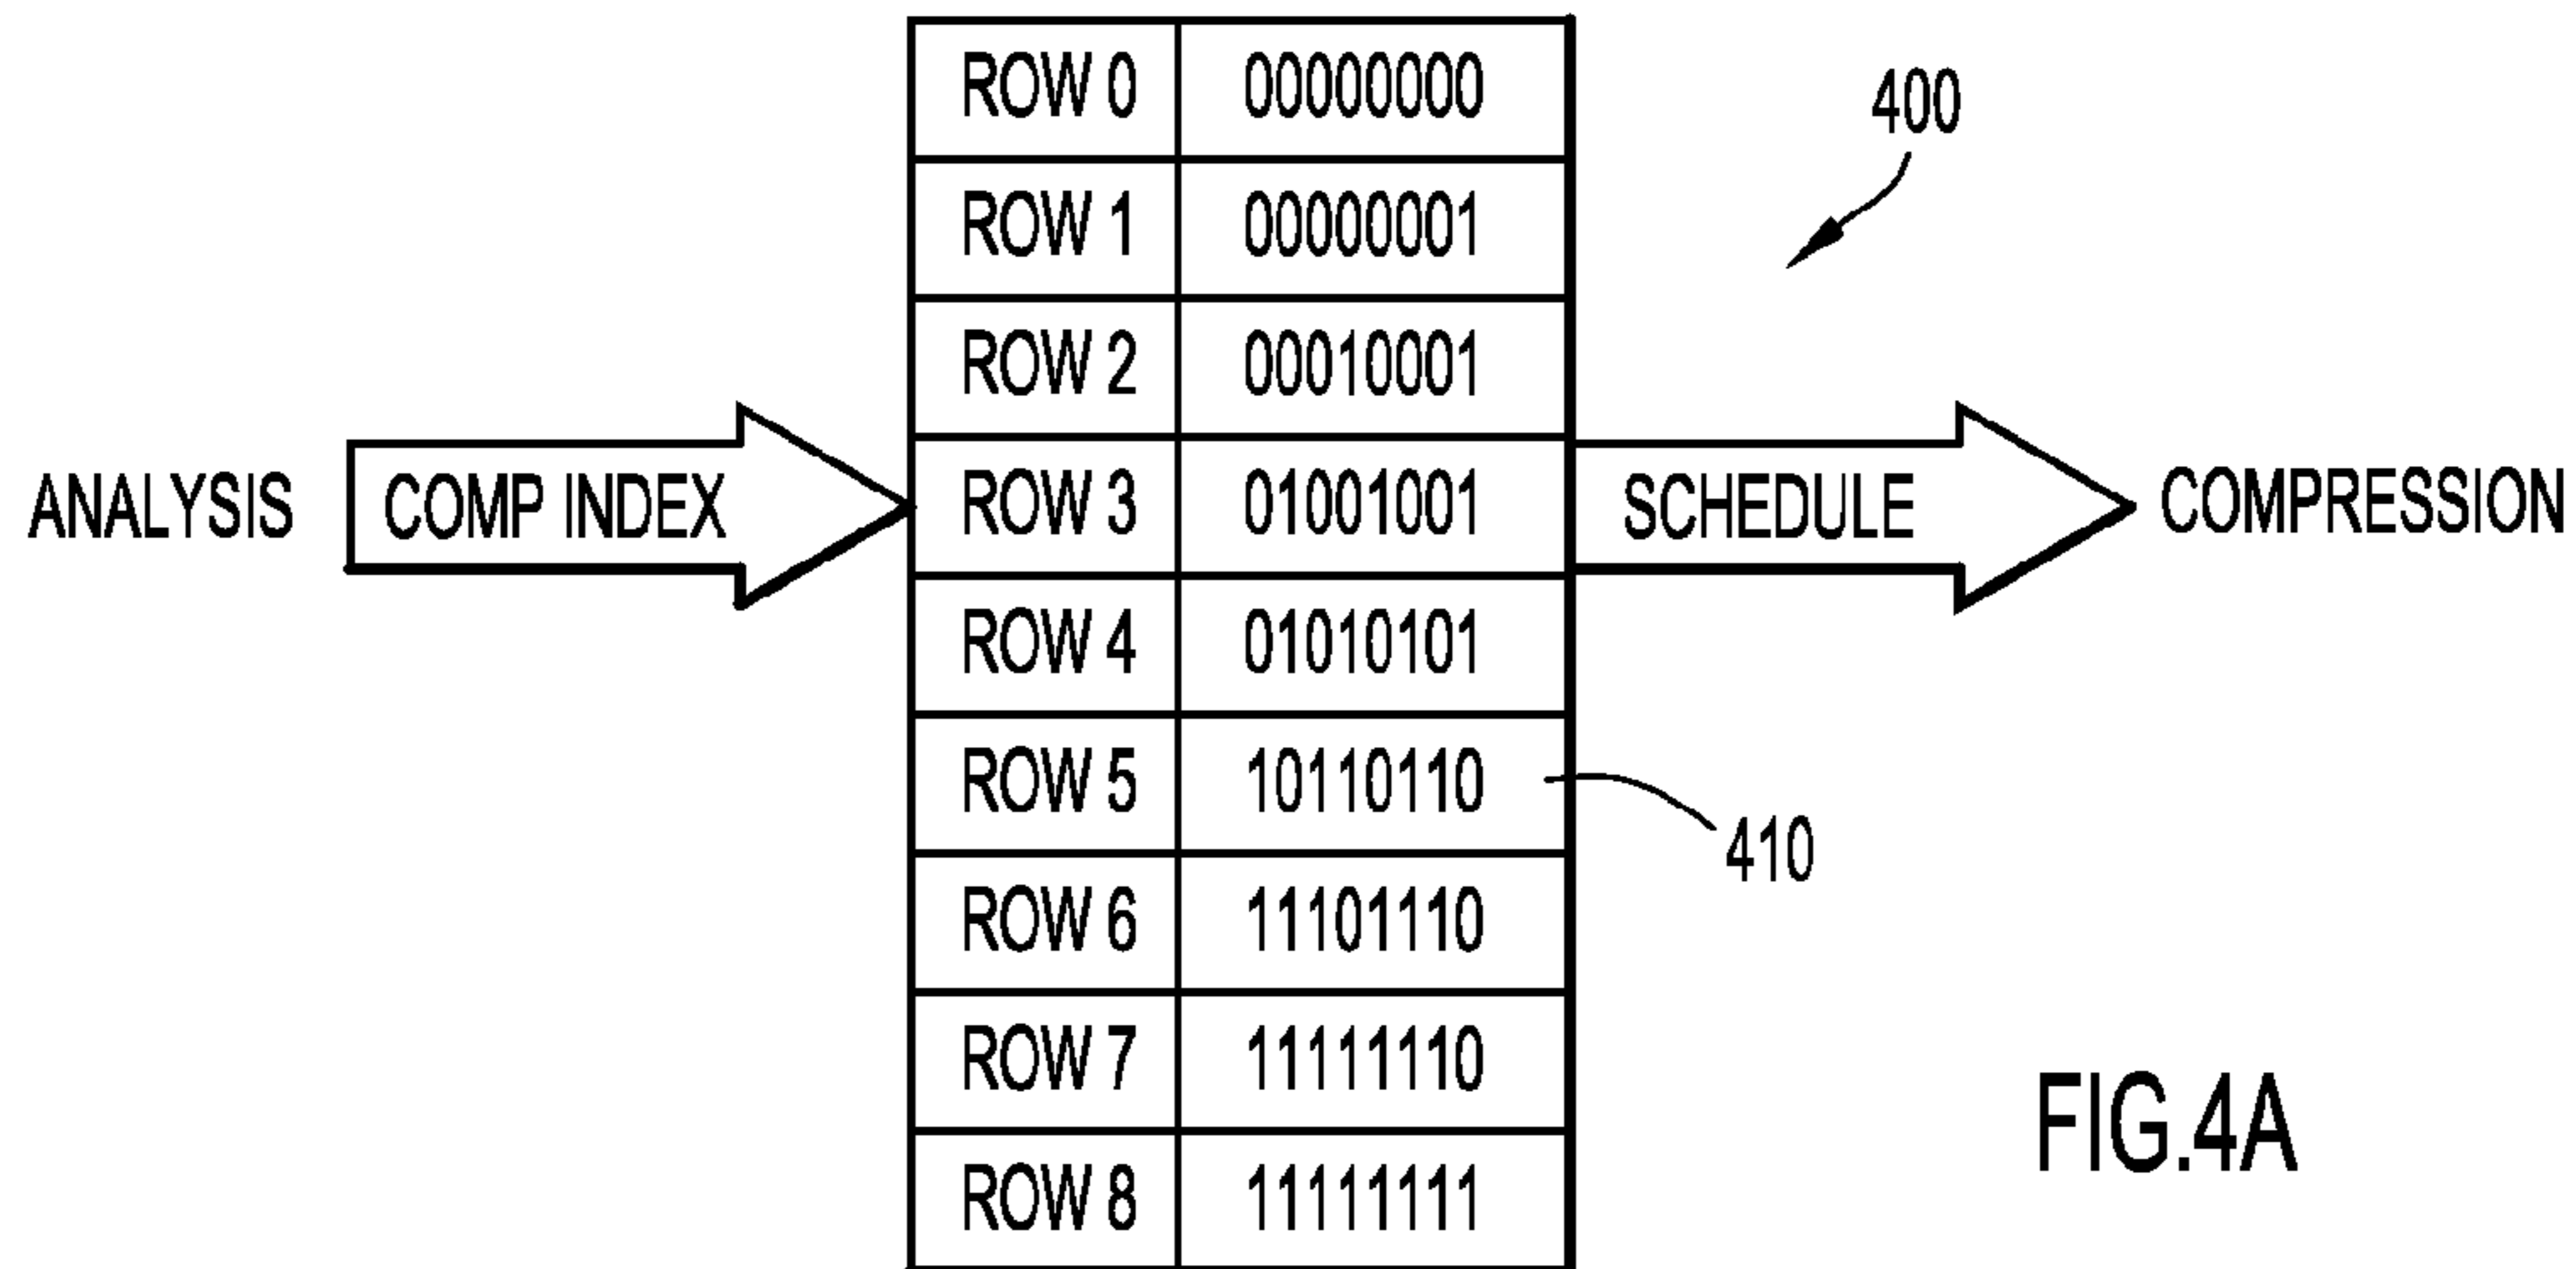 ROW 0 00000000
400
ROW 1 00000001
ROW 2 00010001
ANALYSIS COMP INDEX ROW 3 01001001 SCHEDULE COMPRESSION
ROW 4 01010101
ROW 5 10110110
410
ROW 6 11101110
ROW 7 11111110
FIG.4A
ROW 8 11111111